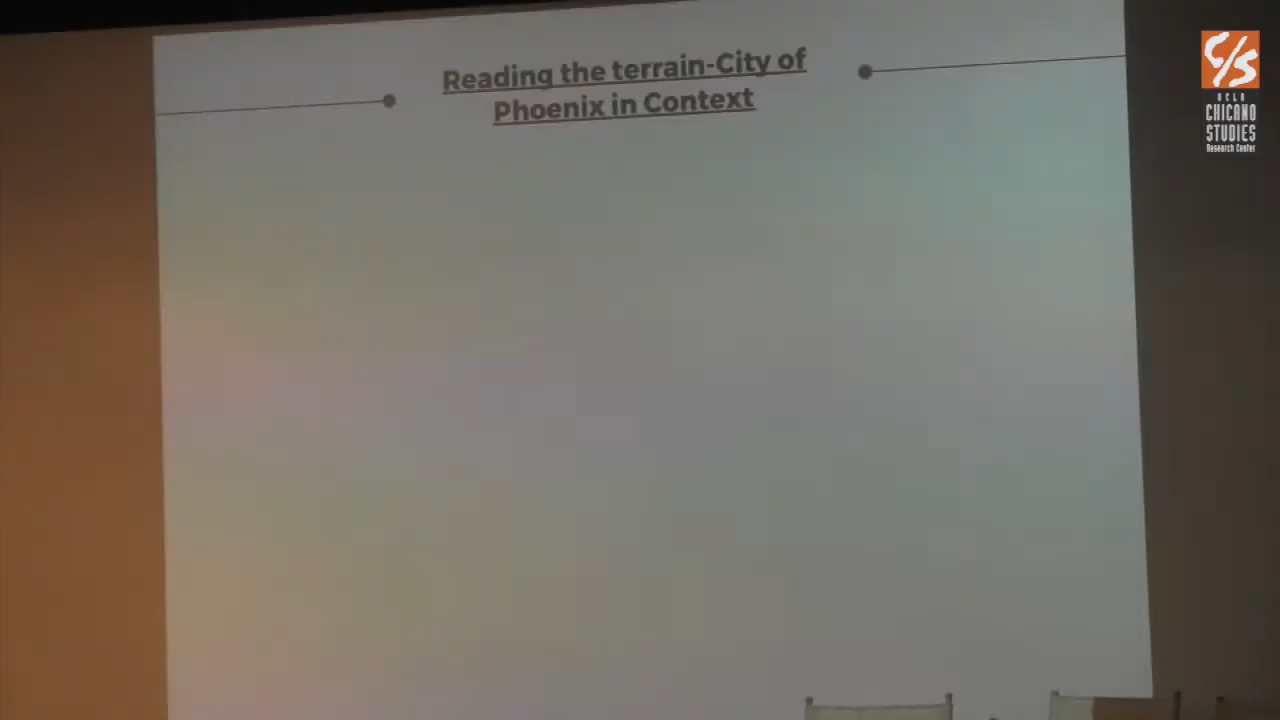 Reading the terrain-City of
Phoenix in Context
C/S
UCLA
CHICANO
STUDIES
Research Center